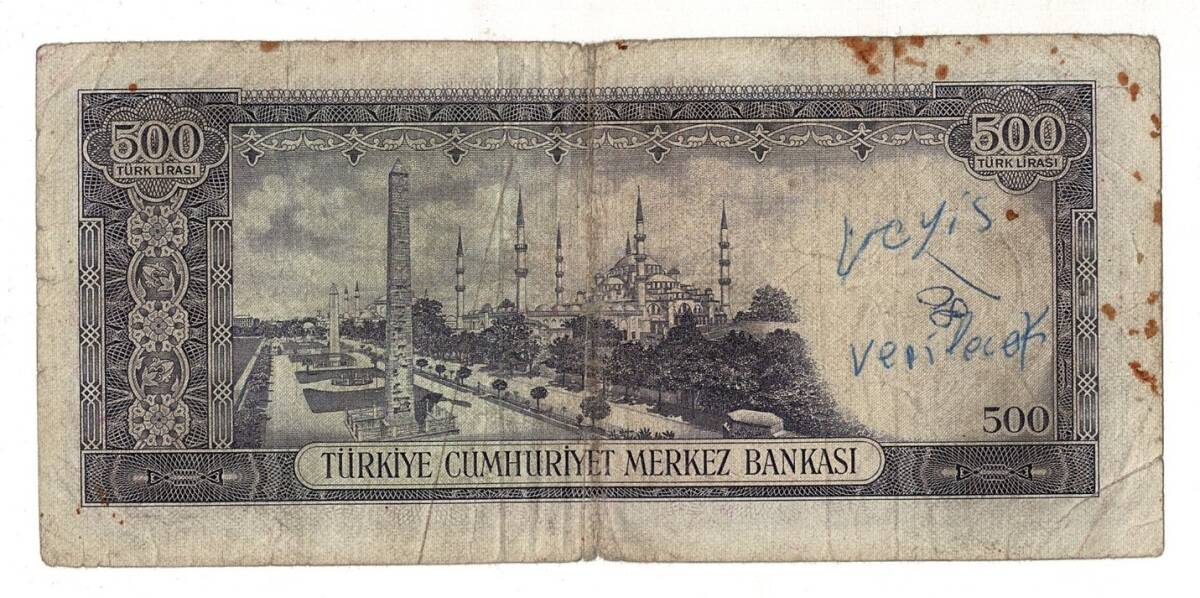 500
TÜRK LİRASI
500
TÜRK LİRASI
veyis
verilecek
500
TÜRKİYE CUMHURİYET MERKEZ BANKASI